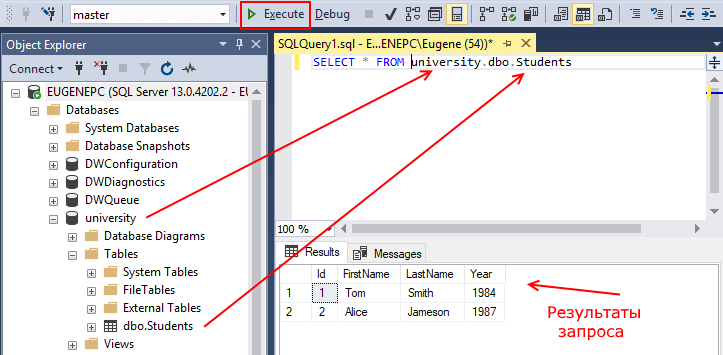 master
Execute
Debug
Object Explorer
Connect
EUGENEPC (SQL Server 13.0.4202.2 - EU
Databases
System Databases
Database Snapshots
DWConfiguration
DWDiagnostics
DWQueue
university
Database Diagrams
Tables
System Tables
FileTables
External Tables
dbo.Students
Views
SQLQuery1.sql - E...ENEPC\Eugene (54))*
SELECT * FROM university.dbo.Students
100 %
Results Messages
Id FirstName LastName Year
1 1 Tom Smith 1984
2 2 Alice Jameson 1987
Результаты
запроса